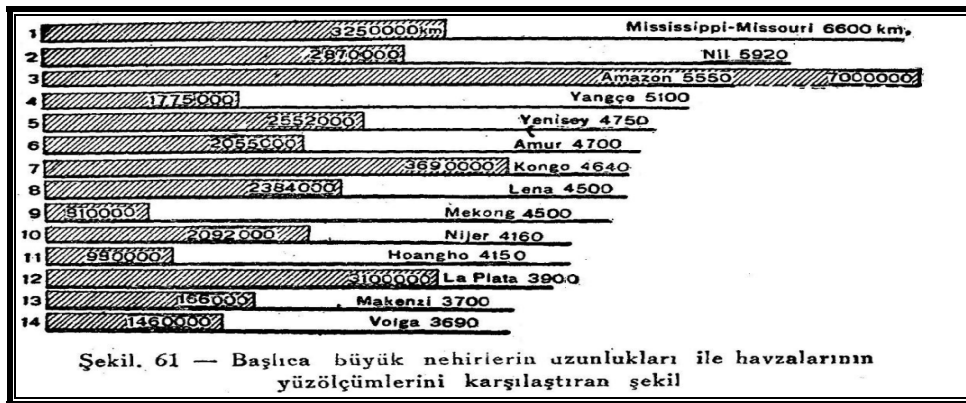 1 3250000km Mississippi-Missouri 6600 km.
2 2870000 Nil 5920
3 Amazon 5550 7000000
4 1775000 Yangçe 5100
5 2552000 Yenisey 4750
6 2055000 Amur 4700
7 3690000 Kongo 4640
8 2384000 Lena 4500
9 810000 Mekong 4500
10 2092000 Nijer 4160
11 980000 Hoangho 4150
12 3100000 La Plata 3900
13 166000 Makenzi 3700
14 1460000 Volga 3690
Şekil. 61 — Başlıca büyük nehirlerin uzunlukları ile havzalarının
yüzölçümlerini karşılaştıran şekil